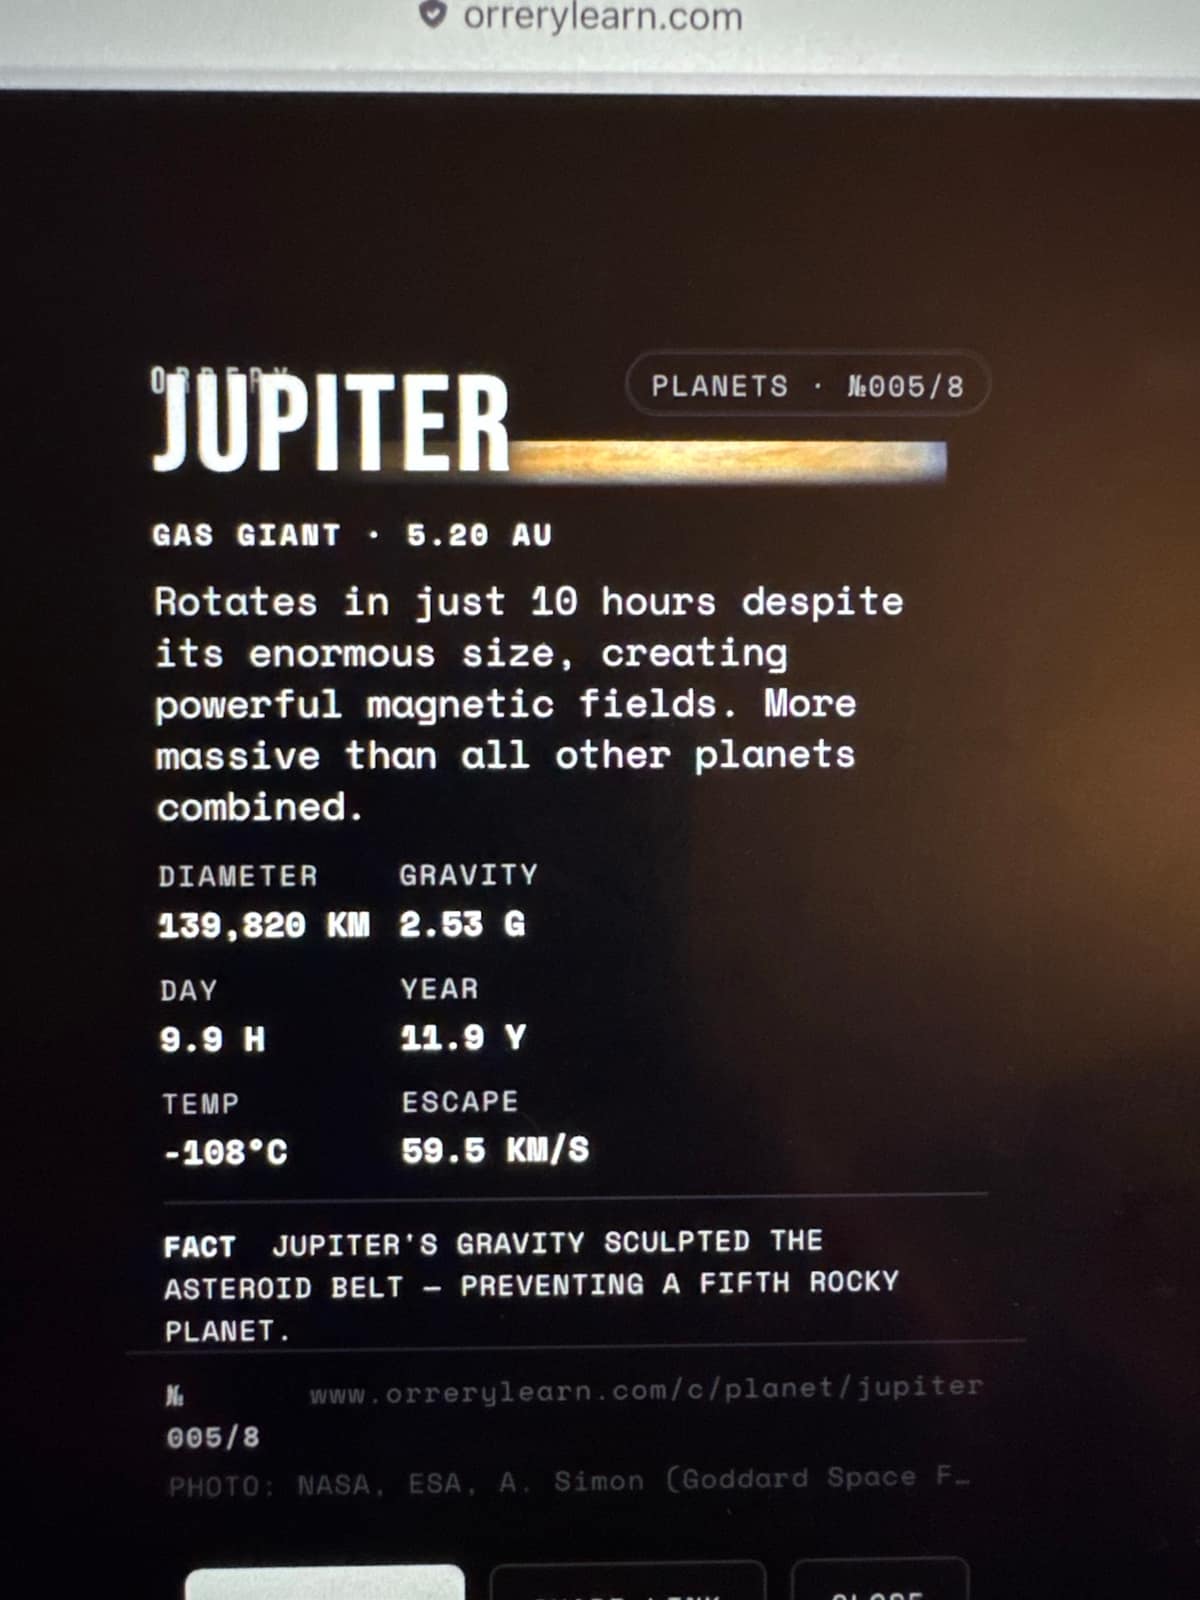 orrerylearn.com
ORRERY
JUPITER
PLANETS · №005/8
GAS GIANT · 5.20 AU
Rotates in just 10 hours despite
its enormous size, creating
powerful magnetic fields. More
massive than all other planets
combined.
DIAMETER GRAVITY
139,820 KM 2.53 G
DAY YEAR
9.9 H 11.9 Y
TEMP ESCAPE
-108°C 59.5 KM/S
FACT JUPITER'S GRAVITY SCULPTED THE
ASTEROID BELT — PREVENTING A FIFTH ROCKY
PLANET.
№ www.orrerylearn.com/c/planet/jupiter
005/8
PHOTO: NASA, ESA, A. Simon (Goddard Space F…